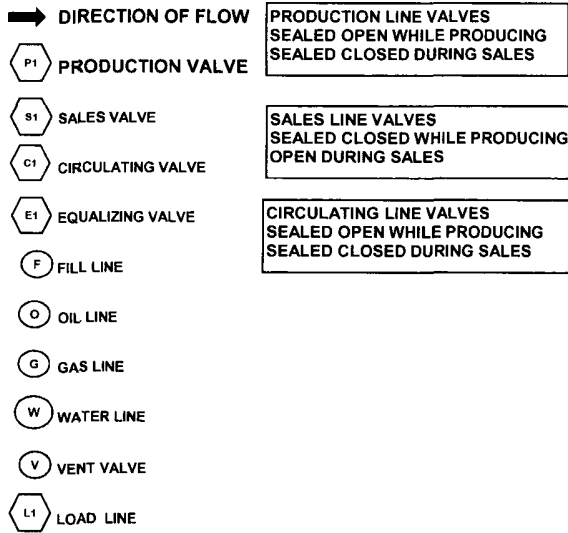 DIRECTION OF FLOW
PRODUCTION LINE VALVES
SEALED OPEN WHILE PRODUCING
SEALED CLOSED DURING SALES
P1 PRODUCTION VALVE
S1 SALES VALVE
SALES LINE VALVES
SEALED CLOSED WHILE PRODUCING
OPEN DURING SALES
C1 CIRCULATING VALVE
E1 EQUALIZING VALVE
CIRCULATING LINE VALVES
SEALED OPEN WHILE PRODUCING
SEALED CLOSED DURING SALES
F FILL LINE
O OIL LINE
G GAS LINE
W WATER LINE
V VENT VALVE
L1 LOAD LINE